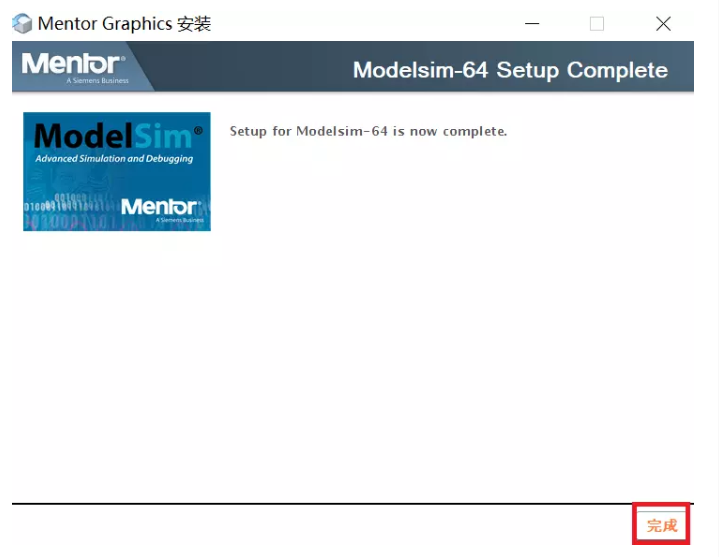 Mentor Graphics 安装
Mentor®
A Siemens Business
Modelsim-64 Setup Complete
ModelSim®
Advanced Simulation and Debugging
Setup for Modelsim-64 is now complete.
Mentor®
A Siemens Business
完成